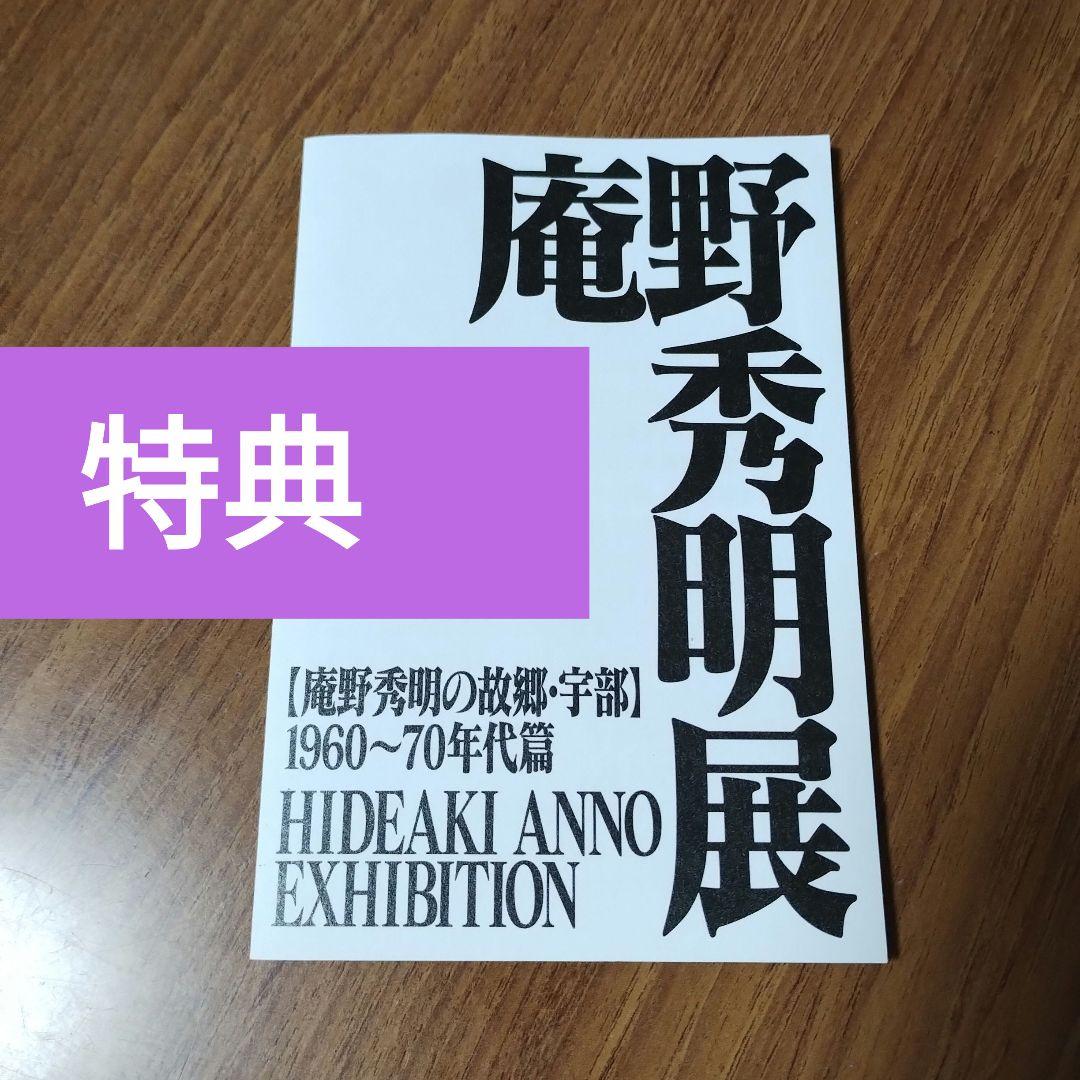 庵野
秀
明
展
特典
【庵野秀明の故郷・宇部】
1960～70年代篇
HIDEAKI ANNO
EXHIBITION